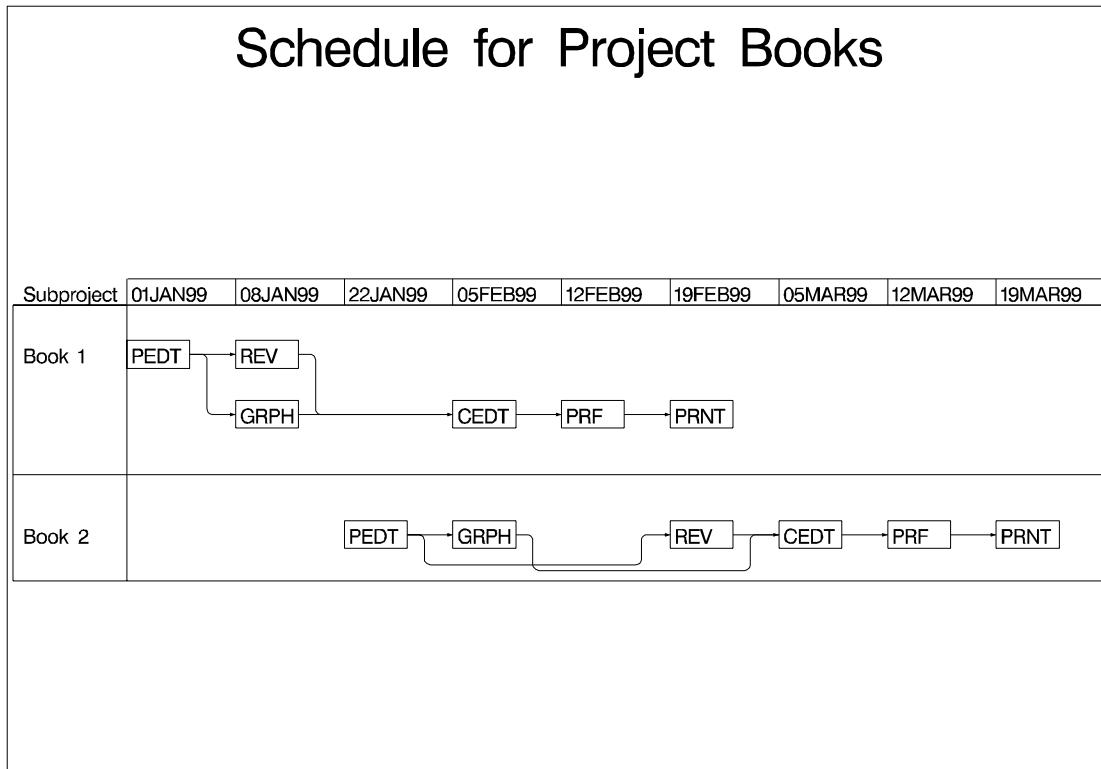 Schedule for Project Books
Subproject 01JAN99 08JAN99 22JAN99 05FEB99 12FEB99 19FEB99 05MAR99 12MAR99 19MAR99
Book 1 PEDT REV
GRPH CEDT PRF PRNT
Book 2 PEDT GRPH REV CEDT PRF PRNT